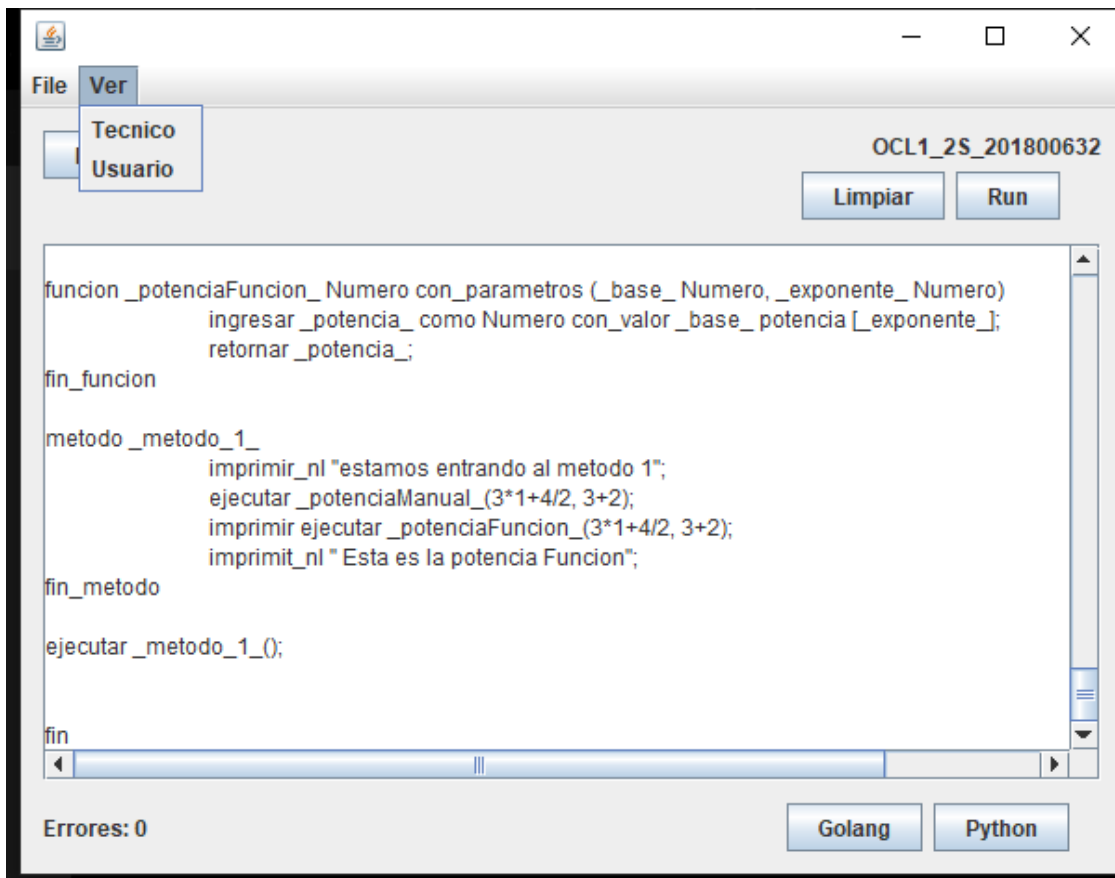 File Ver
Tecnico
Usuario
OCL1_2S_201800632
Limpiar Run
funcion _potenciaFuncion_ Numero con_parametros (_base_ Numero, _exponente_ Numero)
ingresar _potencia_ como Numero con_valor _base_ potencia [_exponente_];
retornar _potencia_;
fin_funcion
metodo _metodo_1_
imprimir_nl "estamos entrando al metodo 1";
ejecutar _potenciaManual_(3*1+4/2, 3+2);
imprimir ejecutar _potenciaFuncion_(3*1+4/2, 3+2);
imprimit_nl " Esta es la potencia Funcion";
fin_metodo
ejecutar _metodo_1_();
fin
Errores: 0
Golang Python